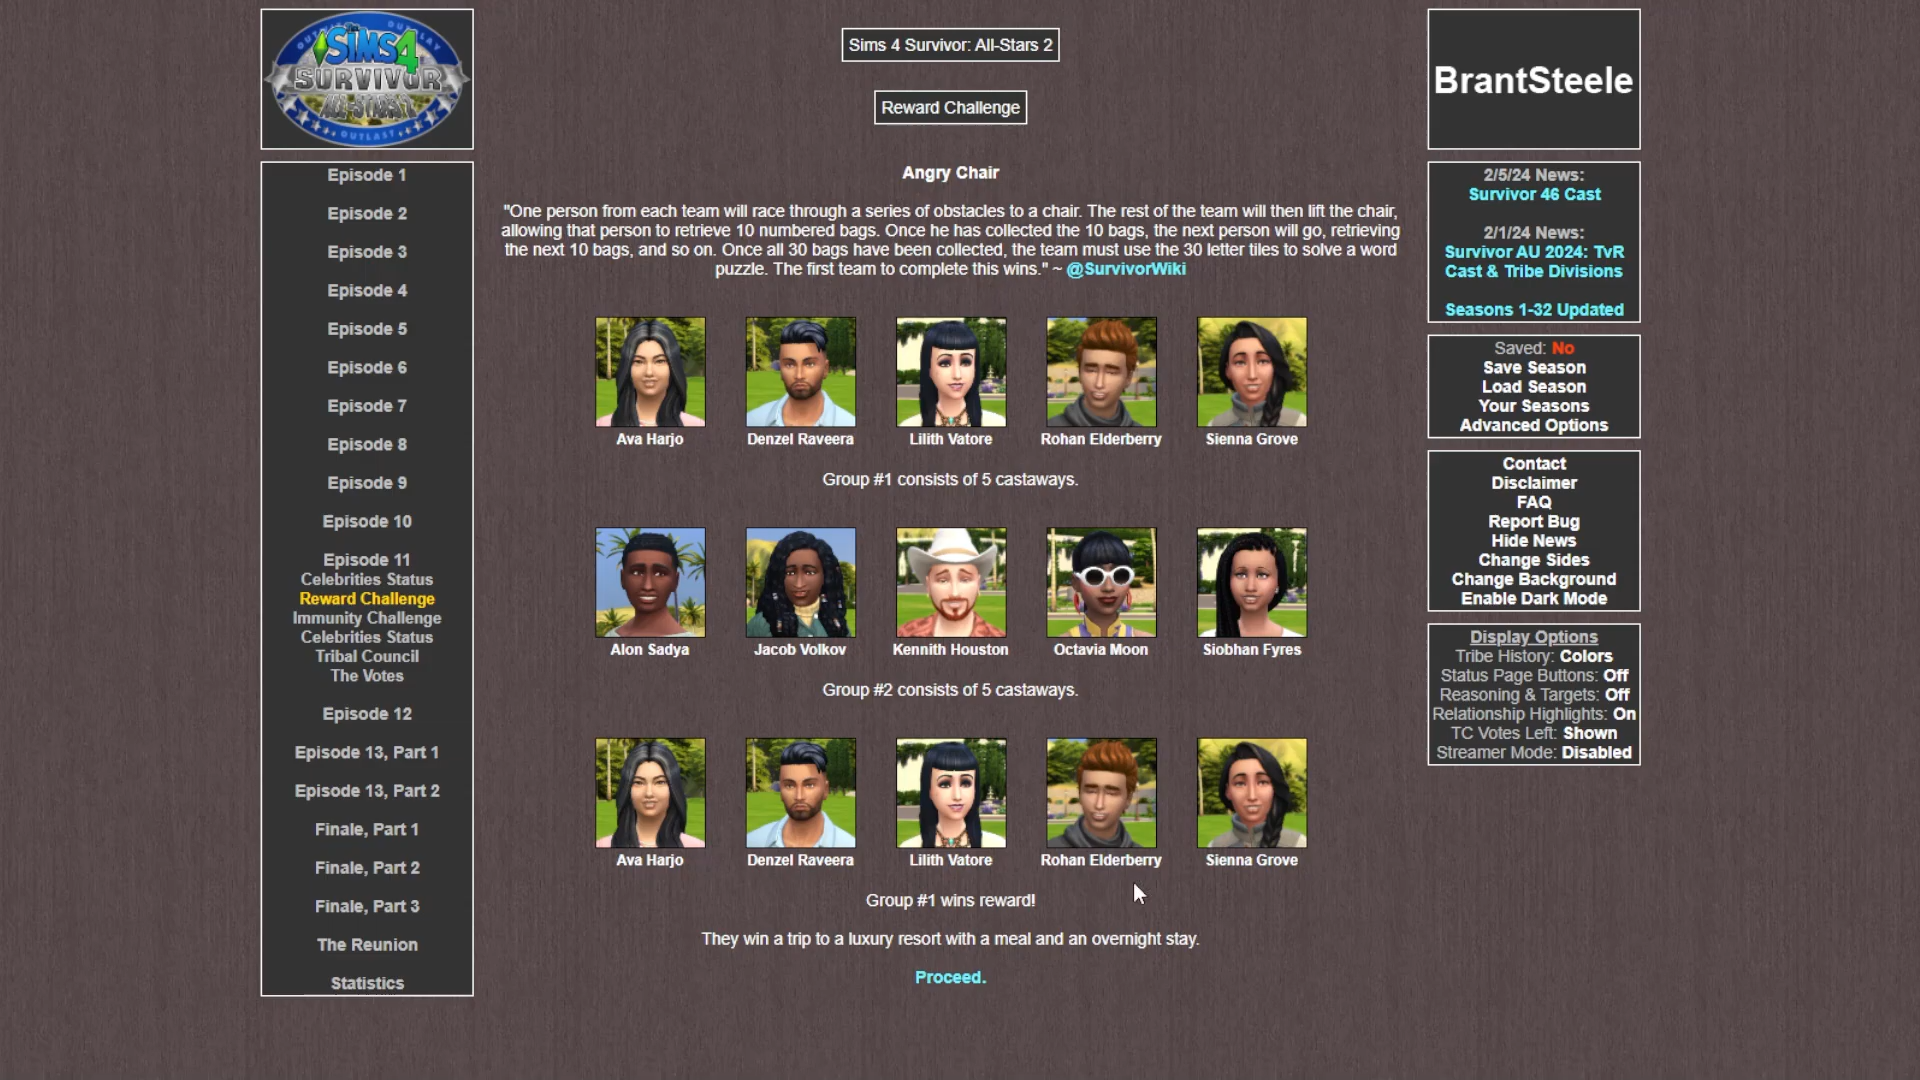 THE SiMS 4
SURVIVOR
ALL-STARS 2
OUTLAST
Episode 1
Episode 2
Episode 3
Episode 4
Episode 5
Episode 6
Episode 7
Episode 8
Episode 9
Episode 10
Episode 11
Celebrities Status
Reward Challenge
Immunity Challenge
Celebrities Status
Tribal Council
The Votes
Episode 12
Episode 13, Part 1
Episode 13, Part 2
Finale, Part 1
Finale, Part 2
Finale, Part 3
The Reunion
Statistics
Sims 4 Survivor: All-Stars 2
Reward Challenge
Angry Chair
"One person from each team will race through a series of obstacles to a chair. The rest of the team will then lift the chair,
allowing that person to retrieve 10 numbered bags. Once he has collected the 10 bags, the next person will go, retrieving
the next 10 bags, and so on. Once all 30 bags have been collected, the team must use the 30 letter tiles to solve a word
puzzle. The first team to complete this wins." ~ @SurvivorWiki
Ava Harjo Denzel Raveera Lilith Vatore Rohan Elderberry Sienna Grove
Group #1 consists of 5 castaways.
Alon Sadya Jacob Volkov Kennith Houston Octavia Moon Siobhan Fyres
Group #2 consists of 5 castaways.
Ava Harjo Denzel Raveera Lilith Vatore Rohan Elderberry Sienna Grove
Group #1 wins reward!
They win a trip to a luxury resort with a meal and an overnight stay.
Proceed.
BrantSteele
2/5/24 News:
Survivor 46 Cast
2/1/24 News:
Survivor AU 2024: TvR
Cast & Tribe Divisions
Seasons 1-32 Updated
Saved: No
Save Season
Load Season
Your Seasons
Advanced Options
Contact
Disclaimer
FAQ
Report Bug
Hide News
Change Sides
Change Background
Enable Dark Mode
Display Options
Tribe History: Colors
Status Page Buttons: Off
Reasoning & Targets: Off
Relationship Highlights: On
TC Votes Left: Shown
Streamer Mode: Disabled